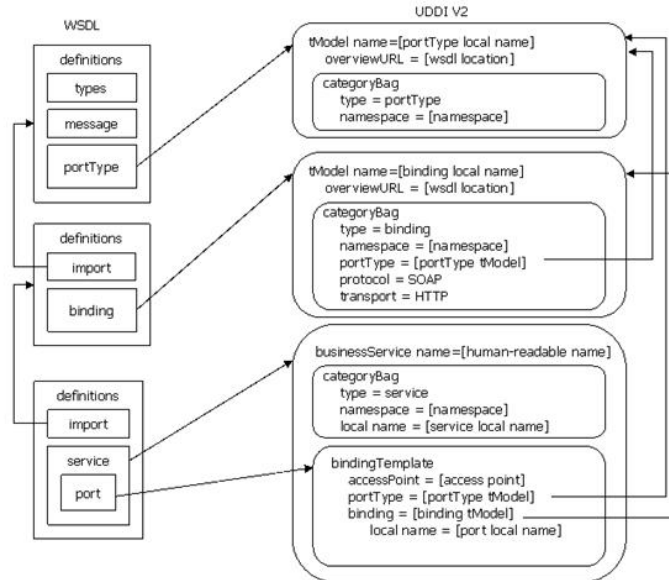 WSDL
definitions
types
message
portType
definitions
import
binding
definitions
import
service
port
UDDI V2
tModel name=[portType local name]
overviewURL = [wsdl location]
categoryBag
type = portType
namespace = [namespace]
tModel name=[binding local name]
overviewURL = [wsdl location]
categoryBag
type = binding
namespace = [namespace]
portType = [portType tModel]
protocol = SOAP
transport = HTTP
businessService name=[human-readable name]
categoryBag
type = service
namespace = [namespace]
local name = [service local name]
bindingTemplate
accessPoint = [access point]
portType = [portType tModel]
binding = [binding tModel]
local name = [port local name]